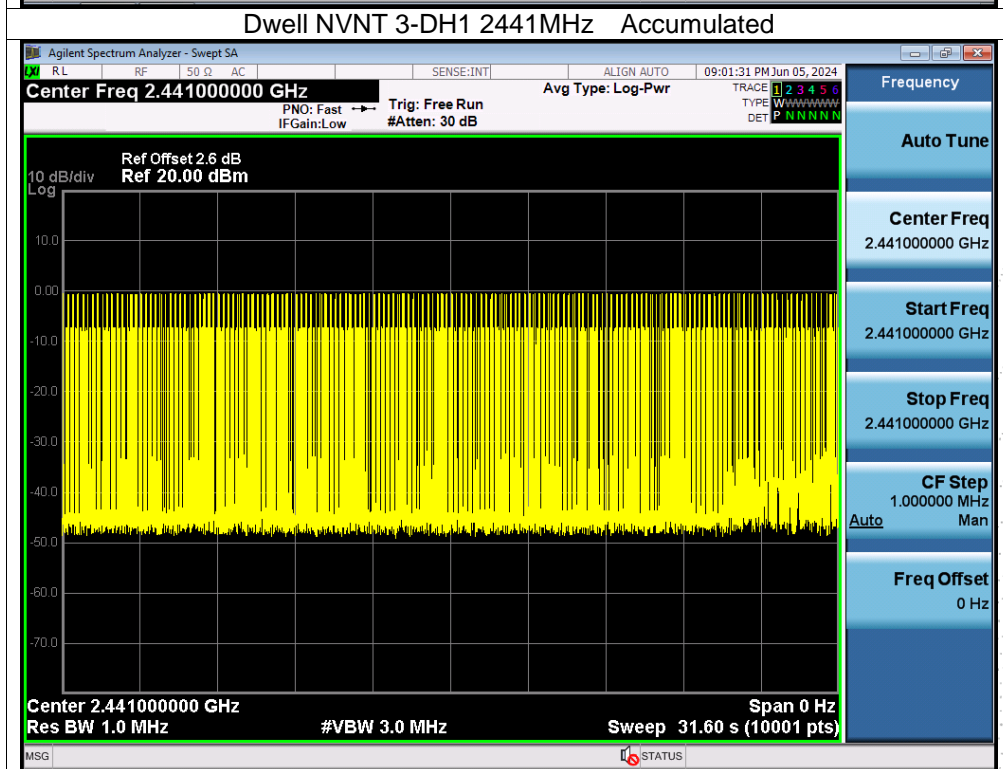 Dwell NVNT 3-DH1 2441MHz Accumulated
Agilent Spectrum Analyzer - Swept SA
LXI RL RF 50 Ω AC SENSE:INT ALIGN AUTO 09:01:31 PM Jun 05, 2024
Center Freq 2.441000000 GHz
PNO: Fast
IFGain:Low
Trig: Free Run
#Atten: 30 dB
Avg Type: Log-Pwr
TRACE 1 2 3 4 5 6
TYPE WWWWWWW
DET P N N N N N
Ref Offset 2.6 dB
10 dB/div Ref 20.00 dBm
Log
10.0
0.00
-10.0
-20.0
-30.0
-40.0
-50.0
-60.0
-70.0
Center 2.441000000 GHz Span 0 Hz
Res BW 1.0 MHz #VBW 3.0 MHz Sweep 31.60 s (10001 pts)
MSG STATUS
Frequency
Auto Tune
Center Freq
2.441000000 GHz
Start Freq
2.441000000 GHz
Stop Freq
2.441000000 GHz
CF Step
1.000000 MHz
Auto Man
Freq Offset
0 Hz